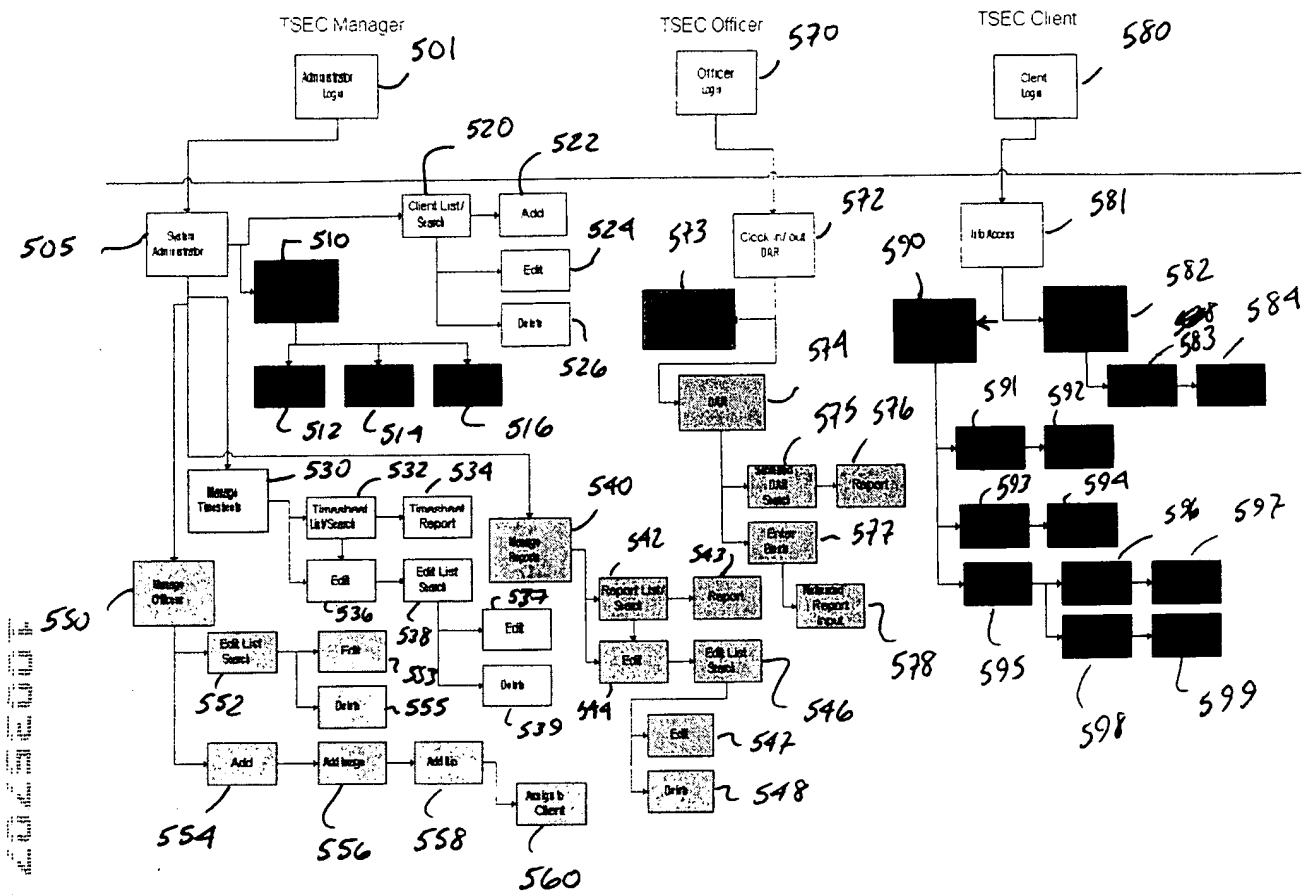 TSEC Manager
TSEC Officer
TSEC Client
501
570
580
Administrator
Login
Officer
Login
Client
Login
520
522
Client List/
Search
Add
505
System
Administrator
510
524
Edit
Delete
526
512
514
516
572
573
Clock in/out
DAR
574
DAR
575
576
DAR
Search
Report
Enter
577
Report
Input
578
581
Info Access
590
582
583
584
591
592
593
594
595
596
597
598
599
530
532
534
Manage
Timesheets
Timesheet
List/Search
Timesheet
Report
Edit
Edit List
Search
536
538
537
Edit
Delete
539
540
Manage
Reports
542
543
Report List/
Search
Report
Edit
Edit List
Search
544
546
Edit
547
Delete
548
550
Manage
Officer
Edit List
Search
552
Edit
553
Delete
555
Add
Add Image
Add
Assign to
Client
554
556
558
560